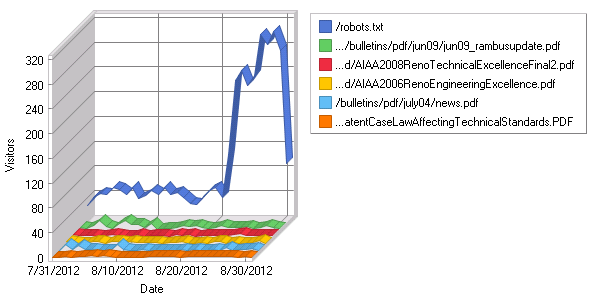 320
280
240
200
160
120
80
40
0
Visitors
7/31/2012
8/10/2012
8/20/2012
8/30/2012
Date
/robots.txt
.../bulletins/pdf/jun09/jun09_rambusupdate.pdf
...d/AIAA2008RenoTechnicalExcellenceFinal2.pdf
...d/AIAA2006RenoEngineeringExcellence.pdf
/bulletins/pdf/july04/news.pdf
...atentCaseLawAffectingTechnicalStandards.PDF